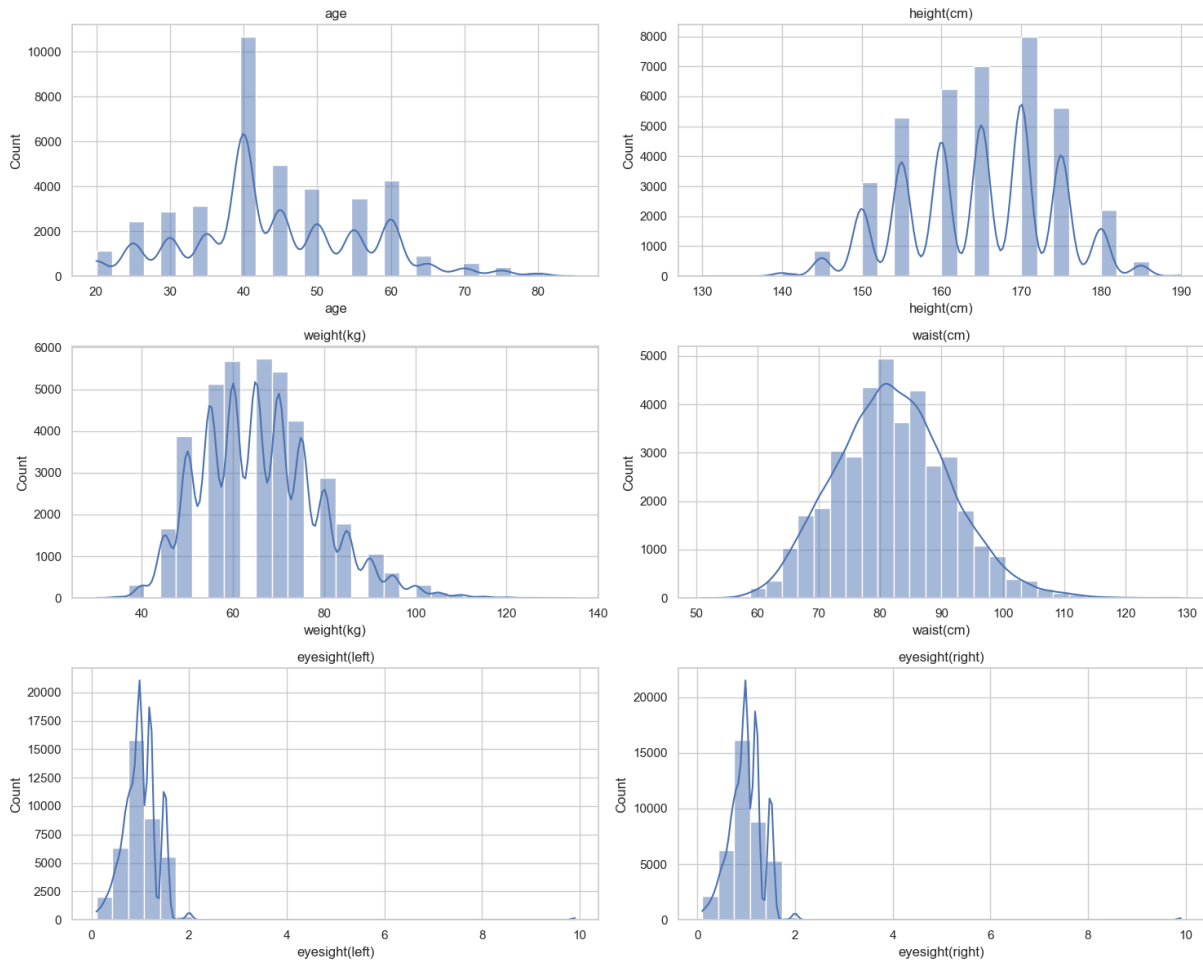 age
10000
8000
6000
4000
2000
0
Count
20 30 40 50 60 70 80
age
height(cm)
8000
7000
6000
5000
4000
3000
2000
1000
0
Count
130 140 150 160 170 180 190
height(cm)
weight(kg)
6000
5000
4000
3000
2000
1000
0
Count
40 60 80 100 120 140
weight(kg)
waist(cm)
5000
4000
3000
2000
1000
0
Count
50 60 70 80 90 100 110 120 130
waist(cm)
eyesight(left)
20000
17500
15000
12500
10000
7500
5000
2500
0
Count
0 2 4 6 8 10
eyesight(left)
eyesight(right)
20000
15000
10000
5000
0
Count
0 2 4 6 8 10
eyesight(right)